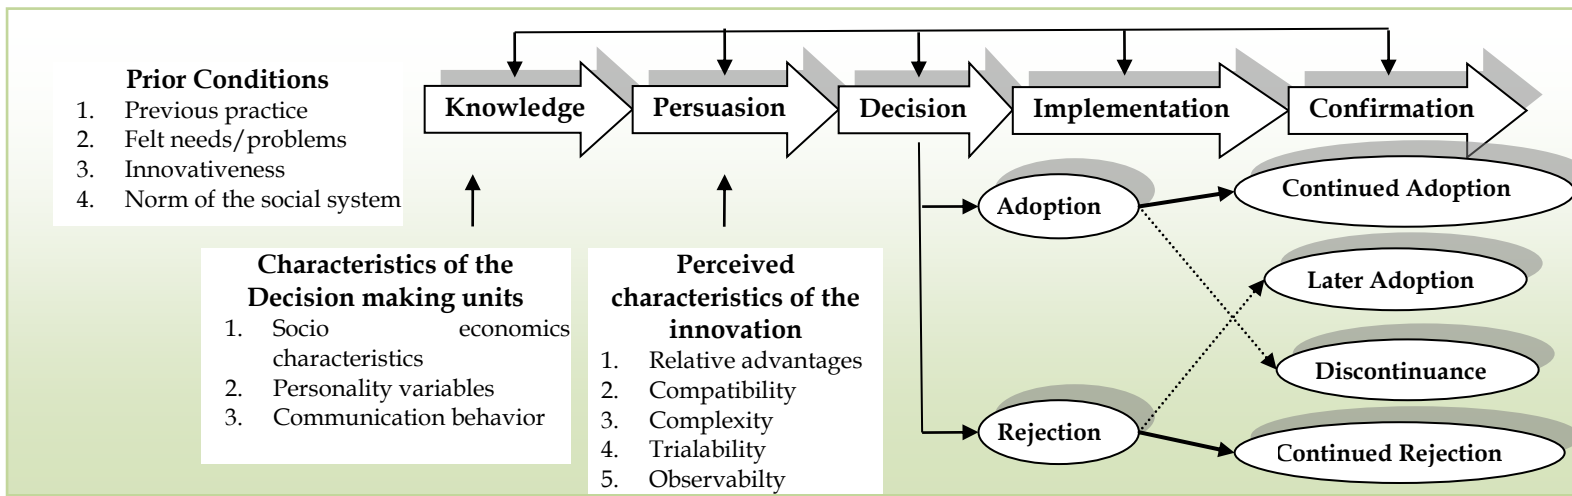 Prior Conditions
1. Previous practice
2. Felt needs/problems
3. Innovativeness
4. Norm of the social system
Knowledge
Persuasion
Decision
Implementation
Confirmation
Characteristics of the
Decision making units
1. Socio economics
characteristics
2. Personality variables
3. Communication behavior
Perceived
characteristics of the
innovation
1. Relative advantages
2. Compatibility
3. Complexity
4. Trialability
5. Observabilty
Adoption
Rejection
Continued Adoption
Later Adoption
Discontinuance
Continued Rejection